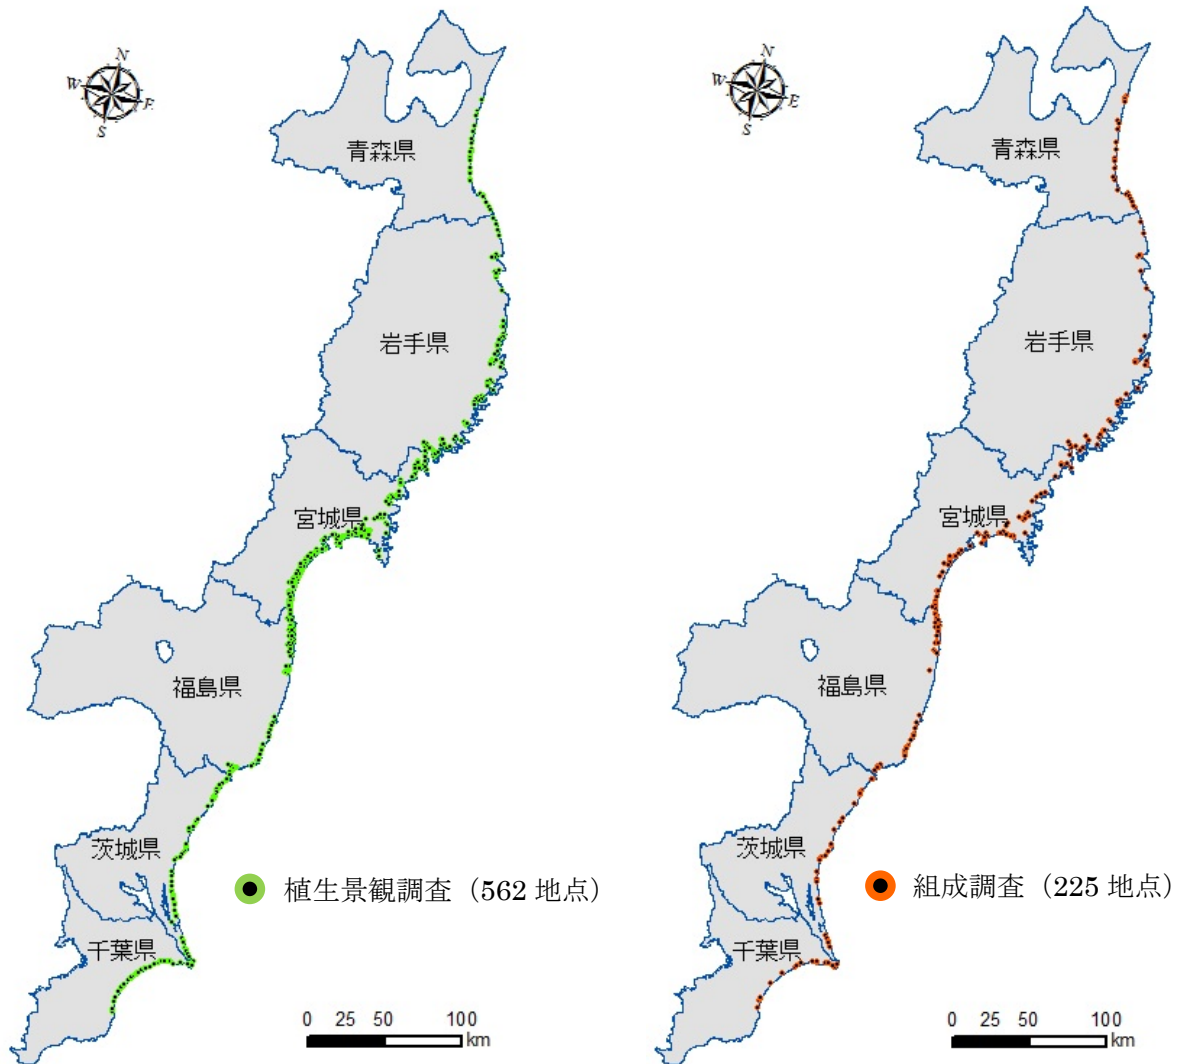 N
W
E
S
青森県
岩手県
宮城県
福島県
茨城県
千葉県
植生景観調査（562 地点）
0 25 50 100
km
N
W
E
S
青森県
岩手県
宮城県
福島県
茨城県
千葉県
組成調査（225 地点）
0 25 50 100
km